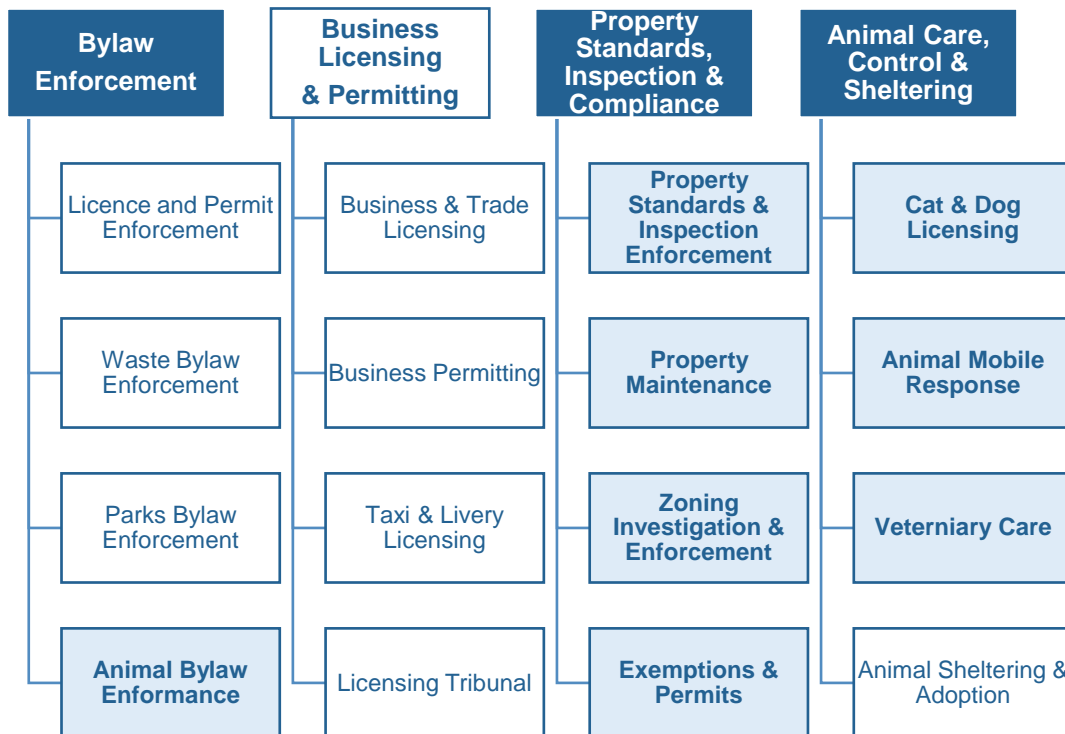 Bylaw
Enforcement
Licence and Permit
Enforcement
Waste Bylaw
Enforcement
Parks Bylaw
Enforcement
Animal Bylaw
Enformance
Business
Licensing
& Permitting
Business & Trade
Licensing
Business Permitting
Taxi & Livery
Licensing
Licensing Tribunal
Property
Standards,
Inspection &
Compliance
Property
Standards &
Inspection
Enforcement
Property
Maintenance
Zoning
Investigation &
Enforcement
Exemptions &
Permits
Animal Care,
Control &
Sheltering
Cat & Dog
Licensing
Animal Mobile
Response
Veterniary Care
Animal Sheltering &
Adoption